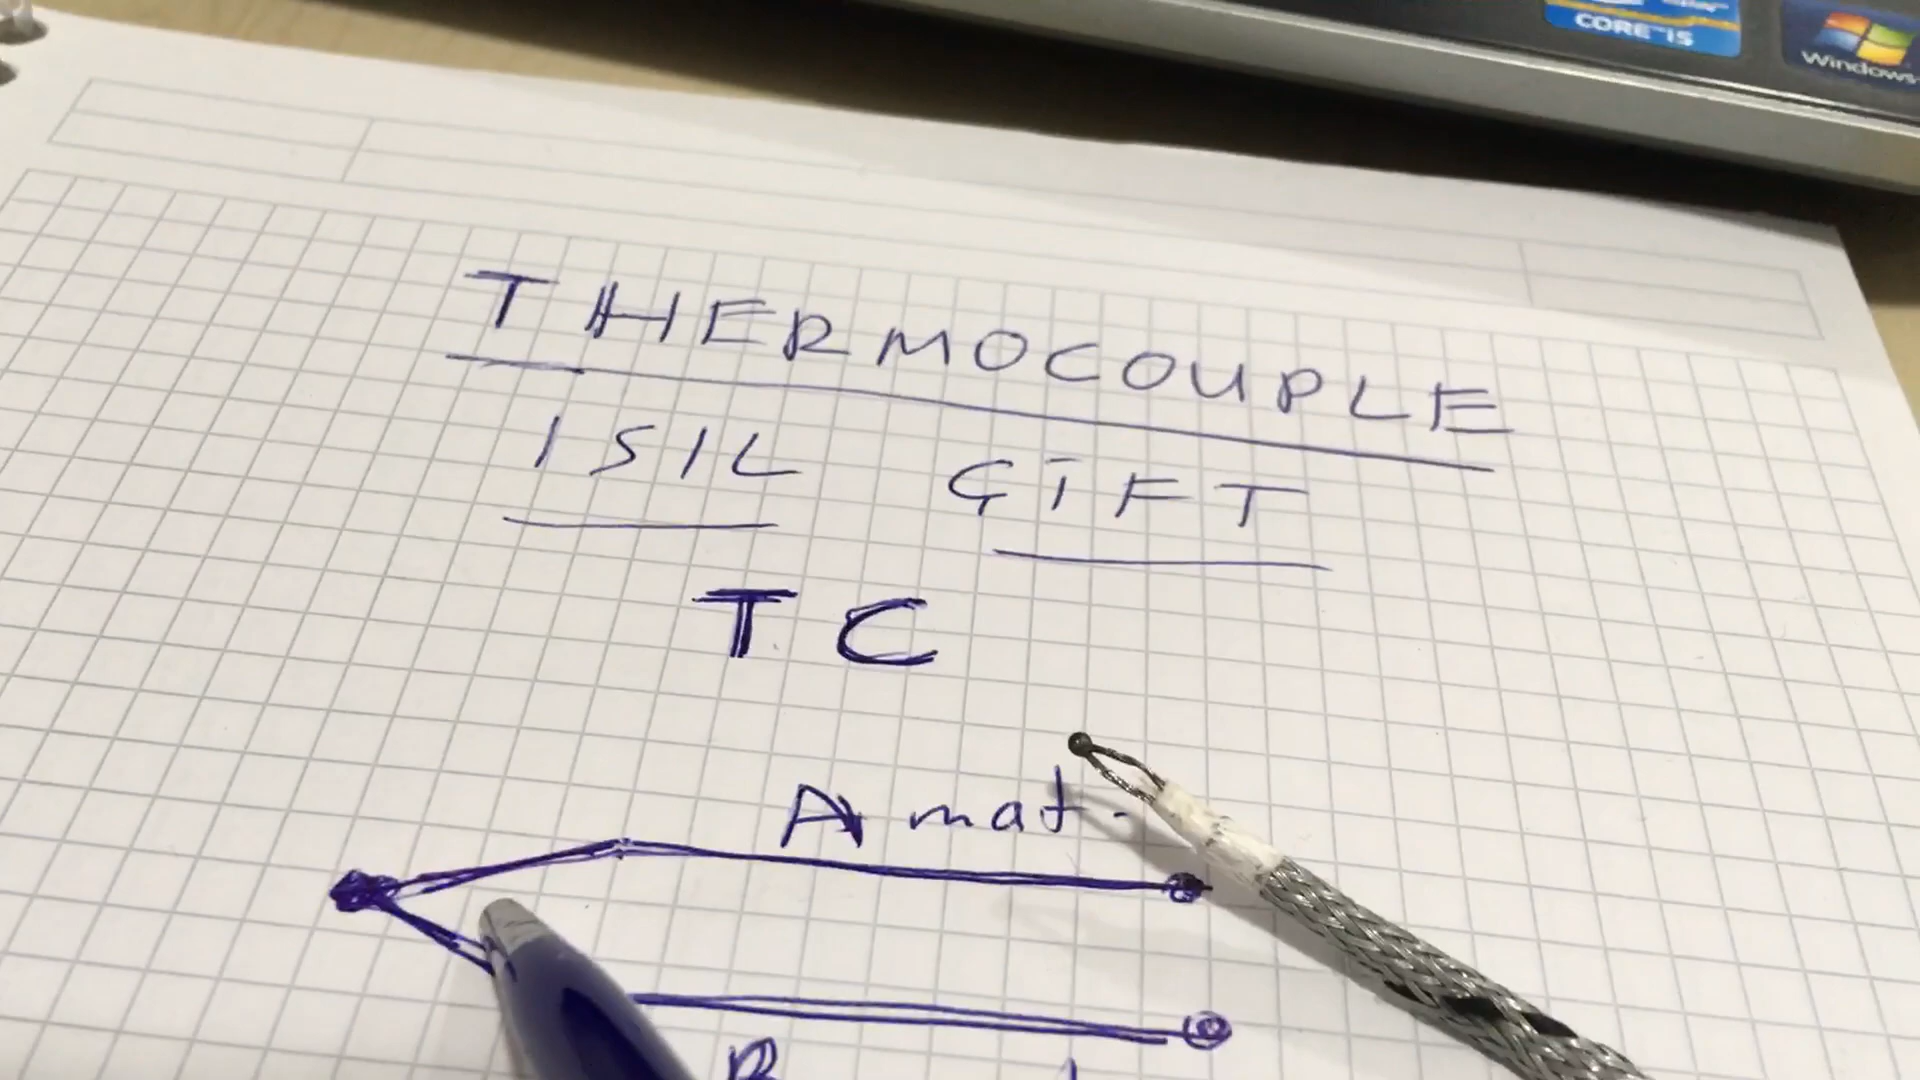 CORE i5
Windows
THERMOCOUPLE
ISIL ÇİFT
TC
A mat.
B